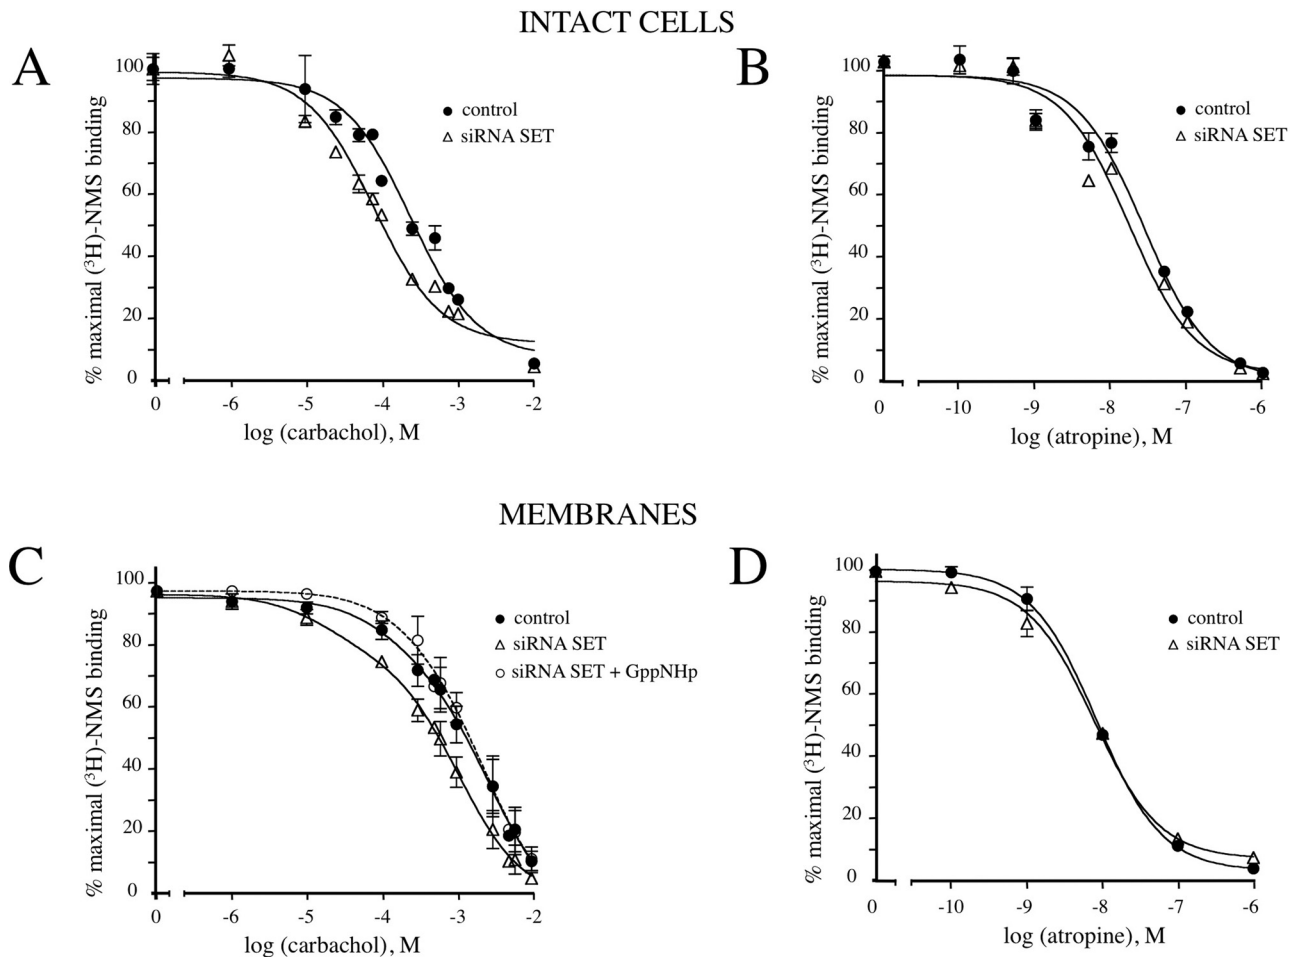 INTACT CELLS
A
% maximal (³H)-NMS binding
100
80
60
40
20
0
control
siRNA SET
0 -6 -5 -4 -3 -2
log (carbachol), M
B
% maximal (³H)-NMS binding
100
80
60
40
20
0
control
siRNA SET
0 -10 -9 -8 -7 -6
log (atropine), M
MEMBRANES
C
% maximal (³H)-NMS binding
100
80
60
40
20
0
control
siRNA SET
siRNA SET + GppNHp
0 -6 -5 -4 -3 -2
log (carbachol), M
D
% maximal (³H)-NMS binding
100
80
60
40
20
0
control
siRNA SET
0 -10 -9 -8 -7 -6
log (atropine), M